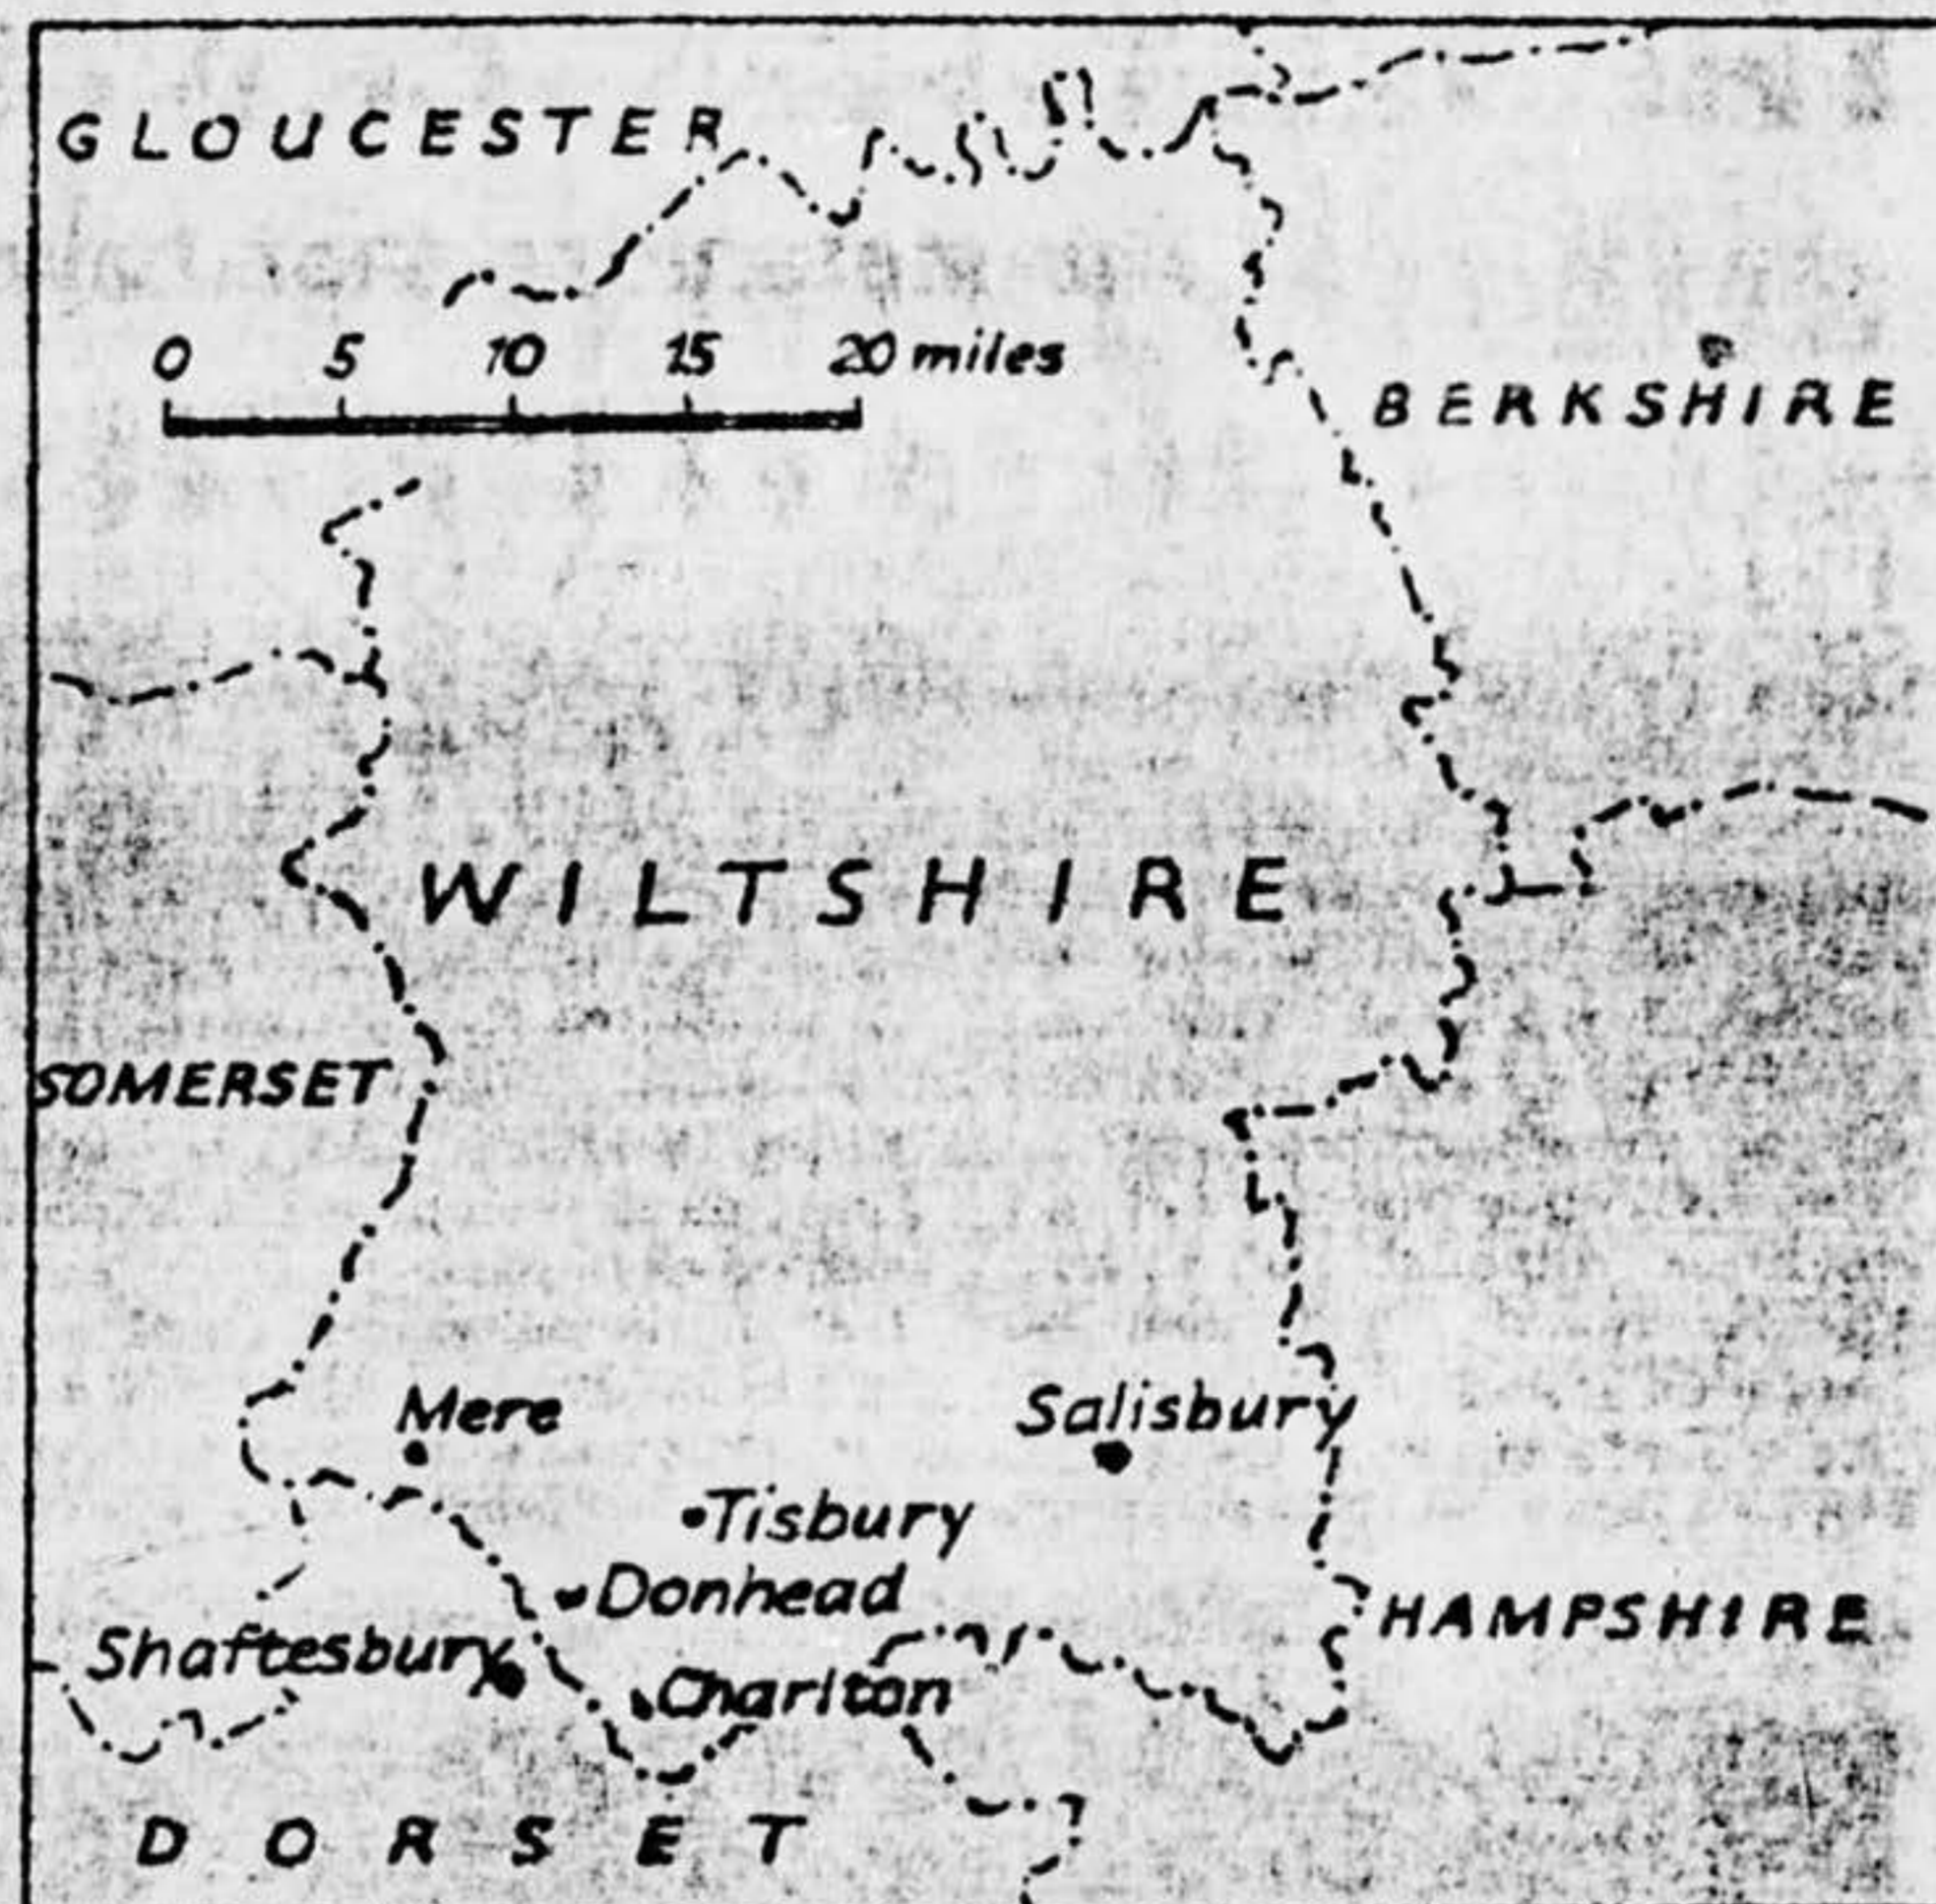 GLOUCESTER
0 5 10 15 20 miles
BERKSHIRE
WILTSHIRE
SOMERSET
Mere
Salisbury
Tisbury
Donhead
HAMPSHIRE
Shaftesbury
Charlton
DORSET